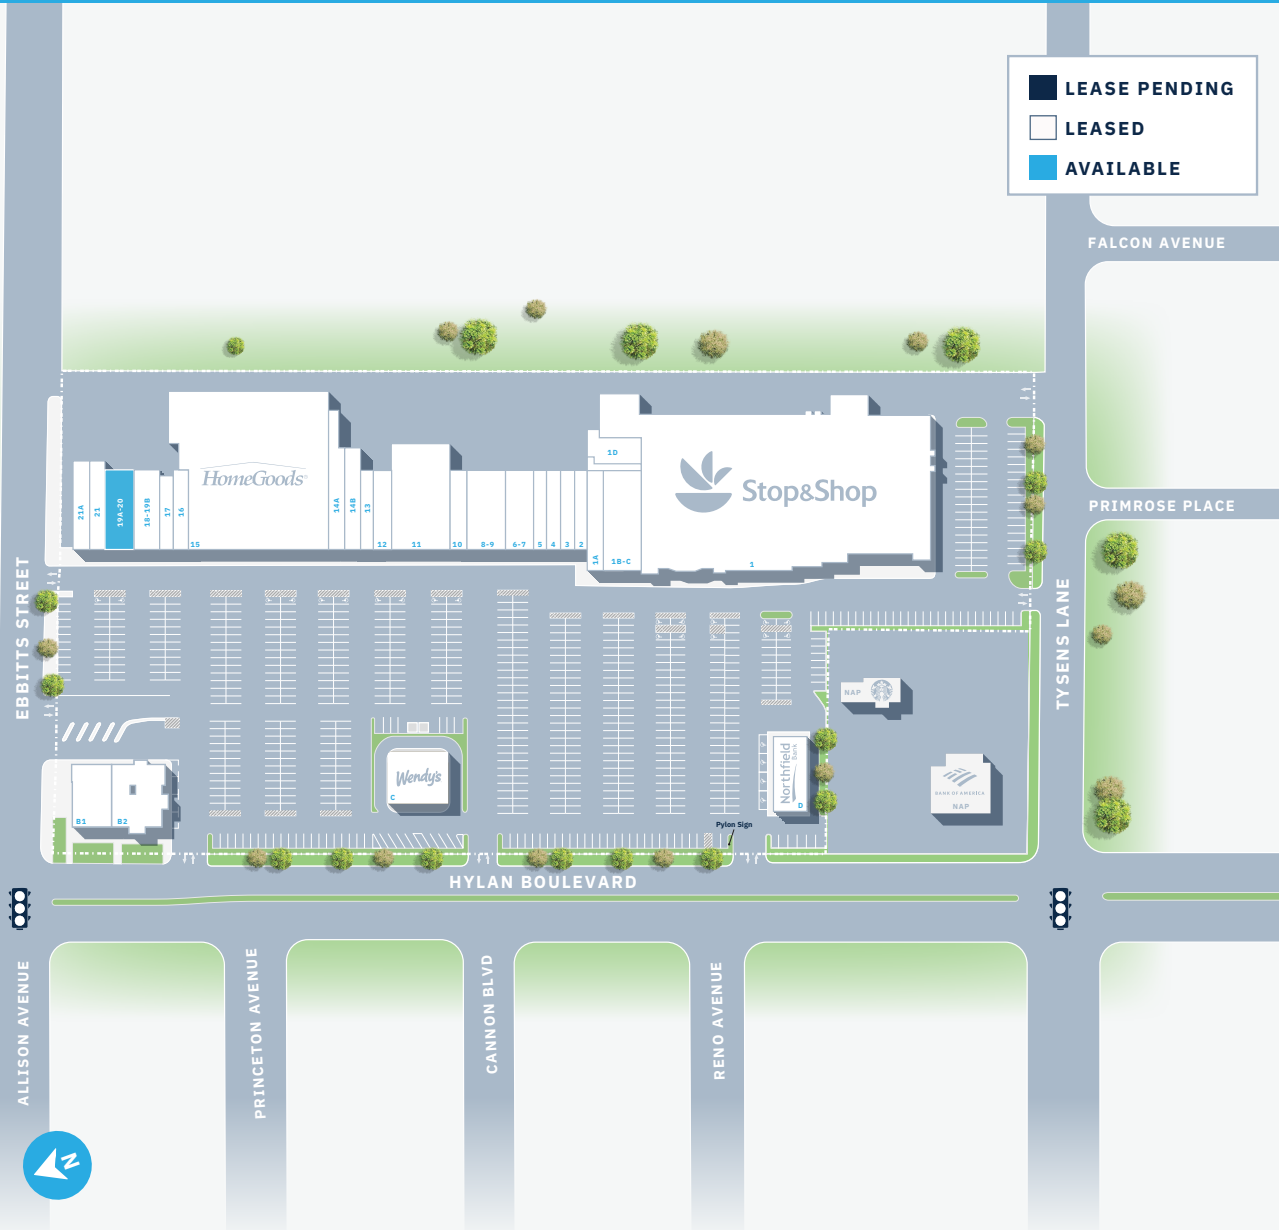 LEASE PENDING
LEASED
AVAILABLE
FALCON AVENUE
PRIMROSE PLACE
TYSENS LANE
EBBITTS STREET
21A
21
19A-20
18-19B
17
16
15
HomeGoods
14A
14B
13
12
11
10
8-9
6-7
5
4
3
2
1A
1B-C
1D
1
Stop&Shop
NAP
Northfield
Bank
D
BANK OF AMERICA
NAP
Wendy's
C
B1
B2
Pylon Sign
HYLAN BOULEVARD
ALLISON AVENUE
PRINCETON AVENUE
CANNON BLVD
RENO AVENUE
N